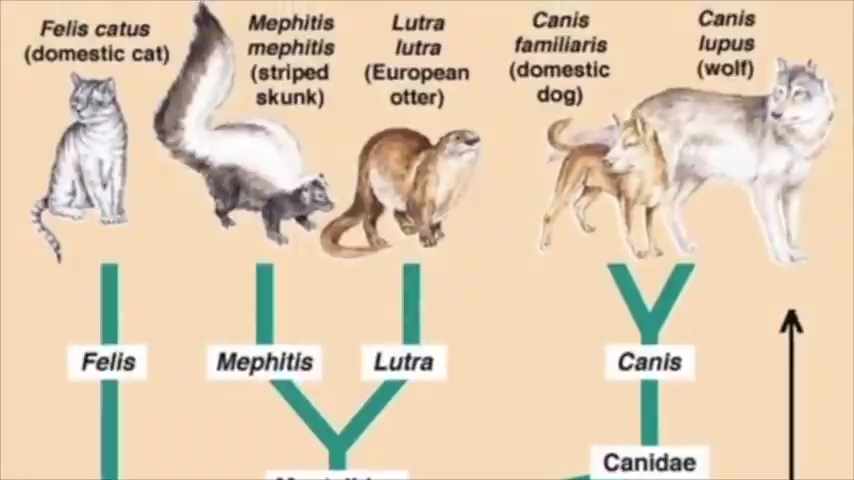 Felis catus
(domestic cat)
Mephitis
mephitis
(striped
skunk)
Lutra
lutra
(European
otter)
Canis
familiaris
(domestic
dog)
Canis
lupus
(wolf)
Felis
Mephitis
Lutra
Canis
Canidae